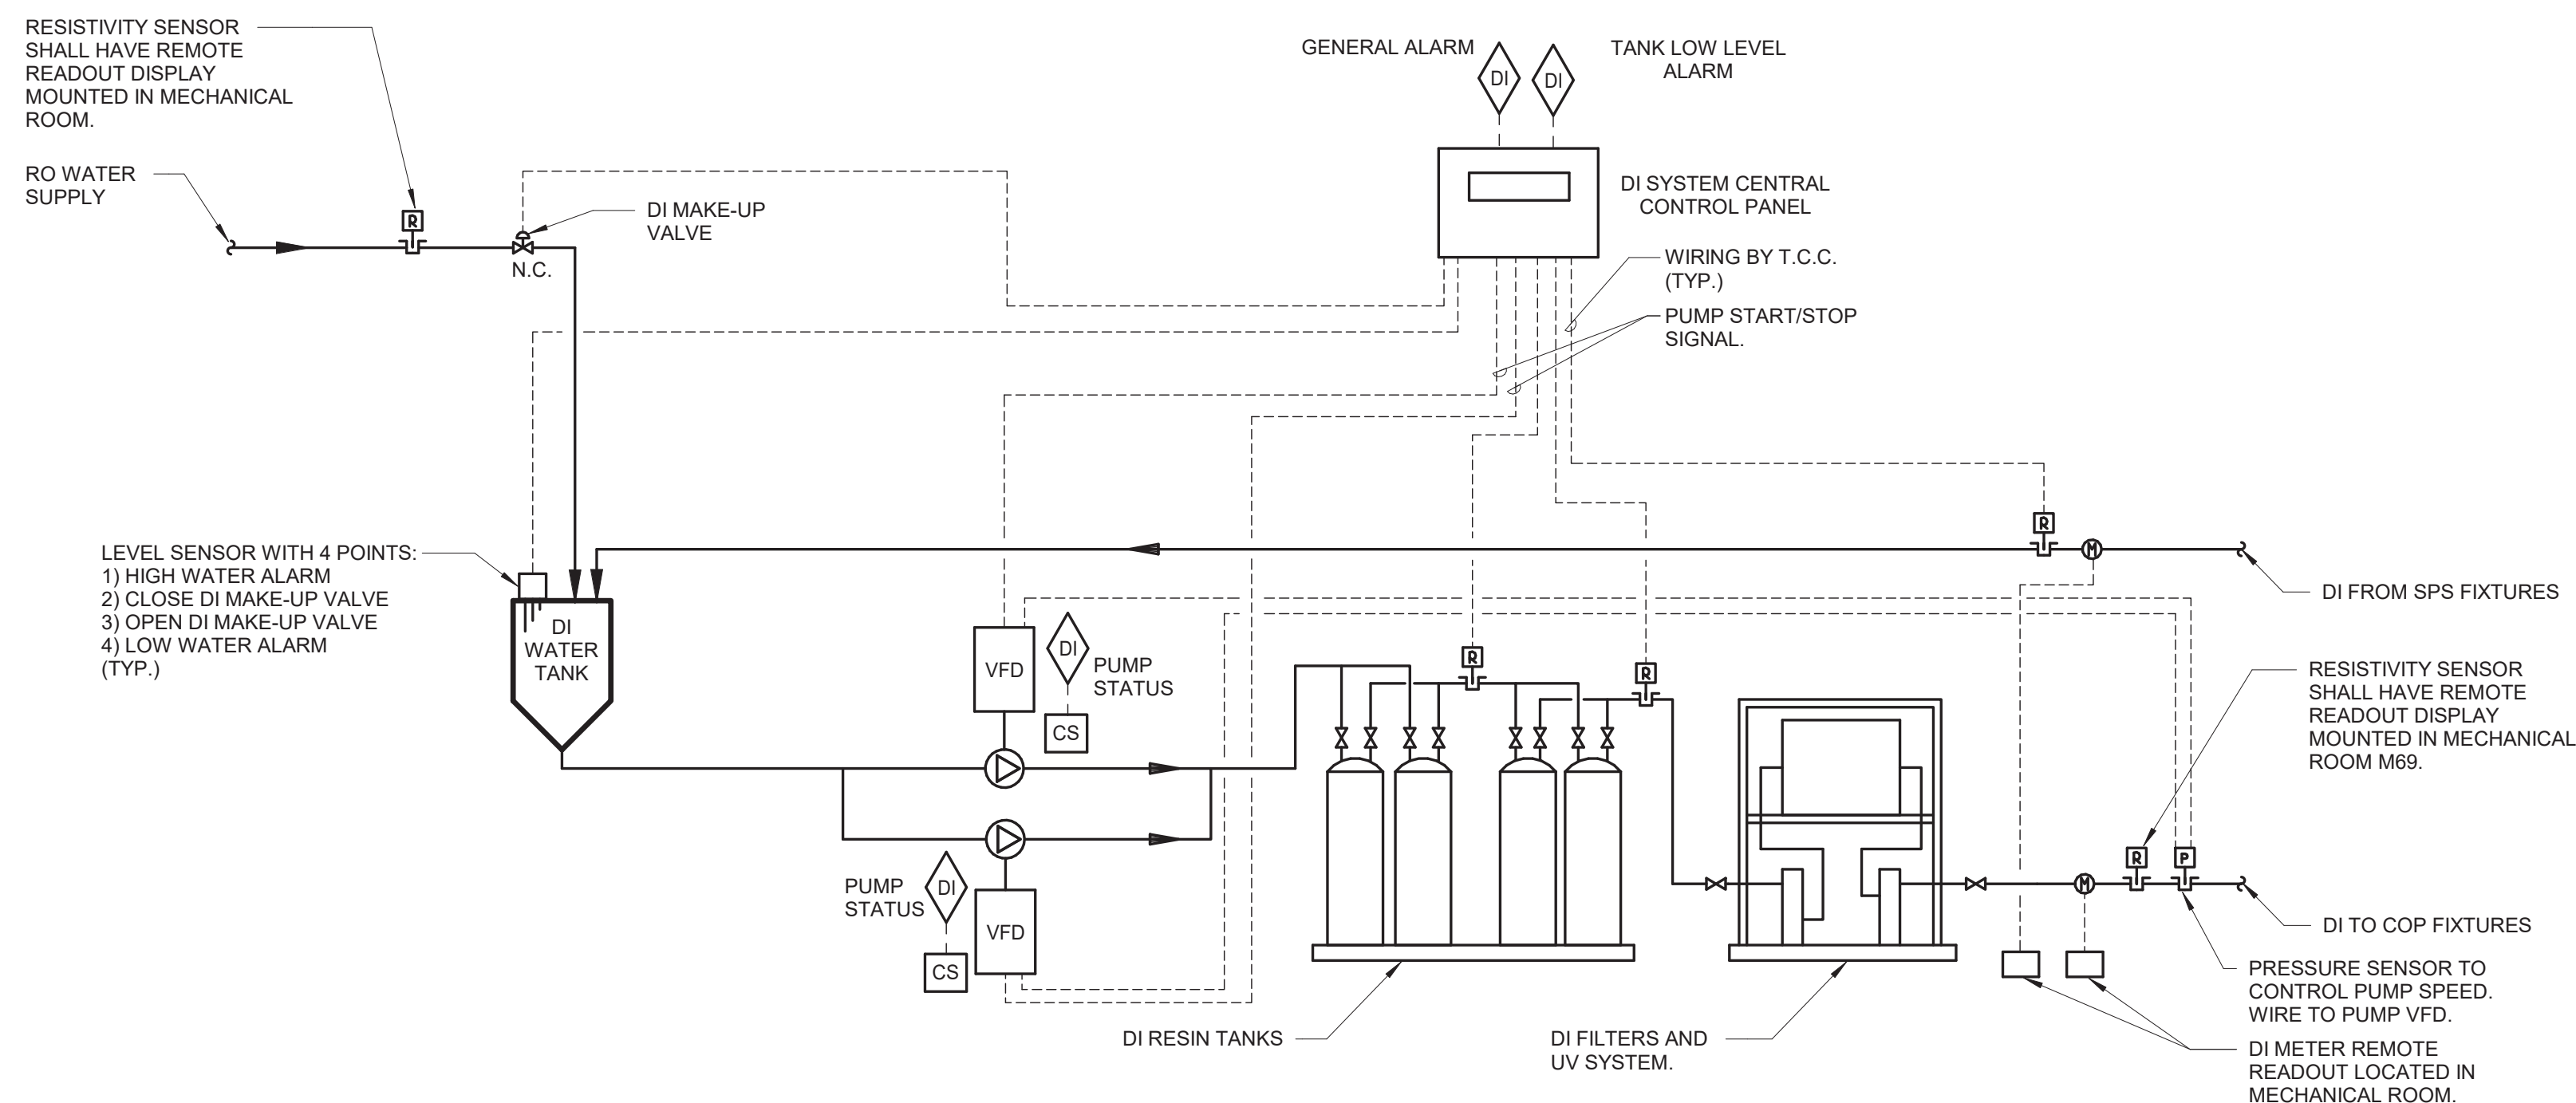 RESISTIVITY SENSOR
SHALL HAVE REMOTE
READOUT DISPLAY
MOUNTED IN MECHANICAL
ROOM.
RO WATER
SUPPLY
R
DI MAKE-UP
VALVE
N.C.
GENERAL ALARM
DI
DI
TANK LOW LEVEL
ALARM
DI SYSTEM CENTRAL
CONTROL PANEL
WIRING BY T.C.C.
(TYP.)
PUMP START/STOP
SIGNAL.
LEVEL SENSOR WITH 4 POINTS:
1) HIGH WATER ALARM
2) CLOSE DI MAKE-UP VALVE
3) OPEN DI MAKE-UP VALVE
4) LOW WATER ALARM
(TYP.)
DI
WATER
TANK
R
M
DI FROM SPS FIXTURES
VFD
DI
PUMP
STATUS
CS
R
R
RESISTIVITY SENSOR
SHALL HAVE REMOTE
READOUT DISPLAY
MOUNTED IN MECHANICAL
ROOM M69.
PUMP
STATUS
DI
CS
VFD
M
R
P
DI TO COP FIXTURES
PRESSURE SENSOR TO
CONTROL PUMP SPEED.
WIRE TO PUMP VFD.
DI RESIN TANKS
DI FILTERS AND
UV SYSTEM.
DI METER REMOTE
READOUT LOCATED IN
MECHANICAL ROOM.